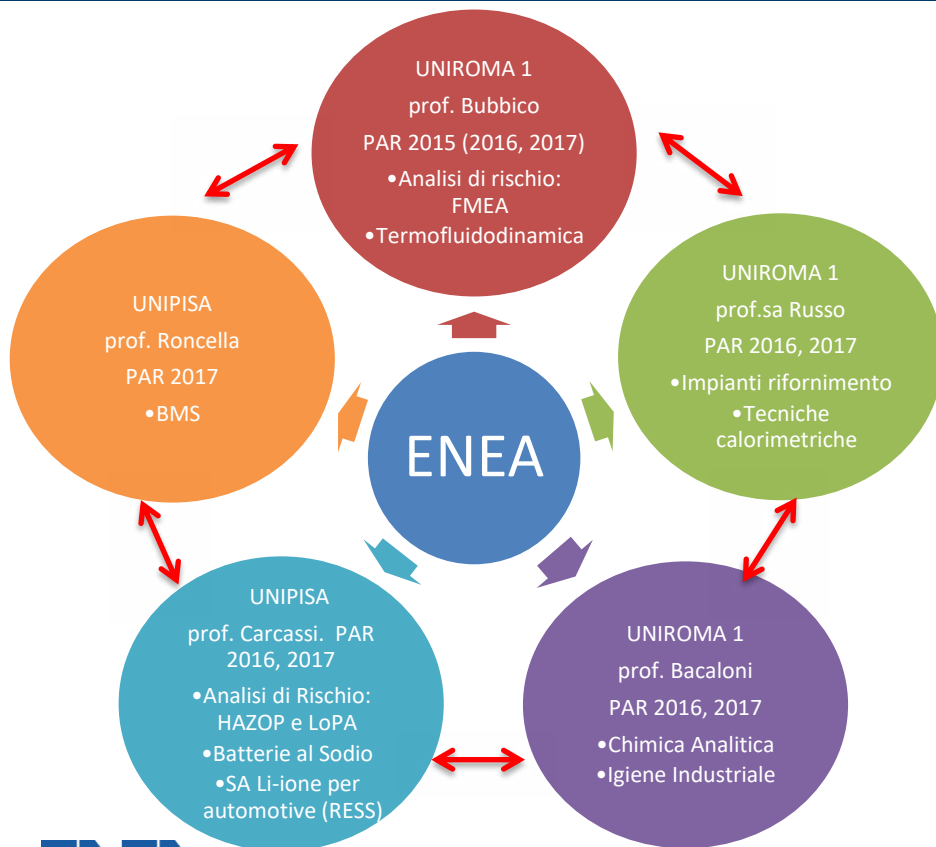 UNIROMA 1
prof. Bubbico
PAR 2015 (2016, 2017)
•Analisi di rischio:
FMEA
•Termofluidodinamica
UNIROMA 1
prof.sa Russo
PAR 2016, 2017
•Impianti rifornimento
•Tecniche
calorimetriche
UNIROMA 1
prof. Bacaloni
PAR 2016, 2017
•Chimica Analitica
•Igiene Industriale
UNIPISA
prof. Carcassi. PAR
2016, 2017
•Analisi di Rischio:
HAZOP e LoPA
•Batterie al Sodio
•SA Li-ione per
automotive (RESS)
UNIPISA
prof. Roncella
PAR 2017
•BMS
ENEA